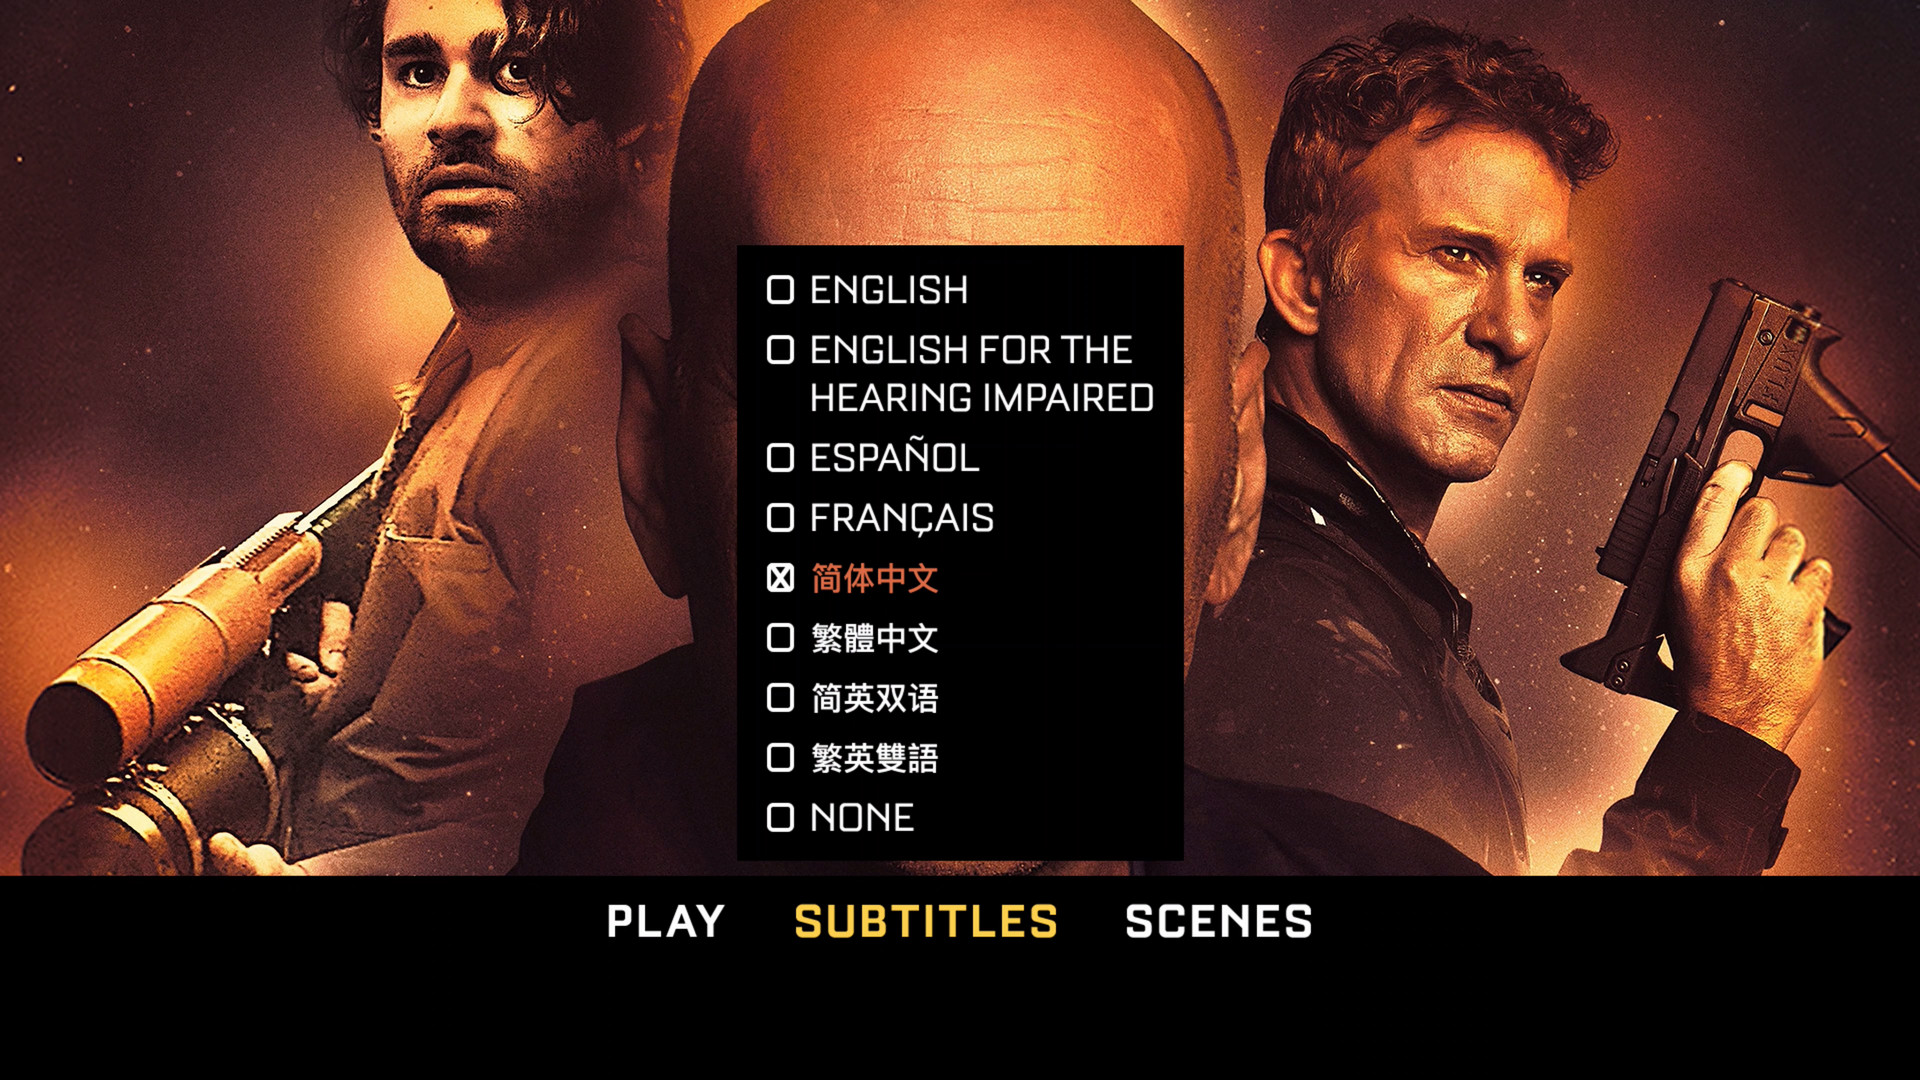 ENGLISH
ENGLISH FOR THE
HEARING IMPAIRED
ESPAÑOL
FRANÇAIS
简体中文
繁體中文
简英双语
繁英雙語
NONE
FLUX
PLAY SUBTITLES SCENES